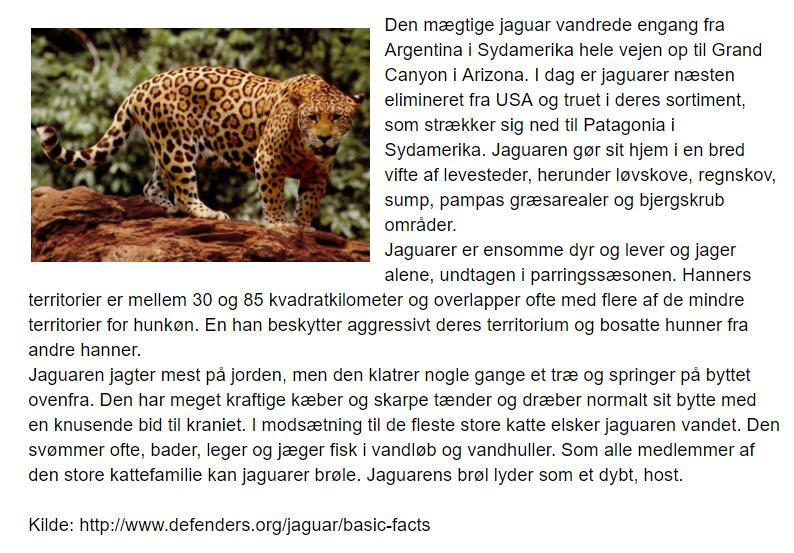 Den mægtige jaguar vandrede engang fra
Argentina i Sydamerika hele vejen op til Grand
Canyon i Arizona. I dag er jaguarer næsten
elimineret fra USA og truet i deres sortiment,
som strækker sig ned til Patagonia i
Sydamerika. Jaguaren gør sit hjem i en bred
vifte af levesteder, herunder løvskove, regnskov,
sump, pampas græsarealer og bjergskrub
områder.
Jaguarer er ensomme dyr og lever og jager
alene, undtagen i parringssæsonen. Hanners
territorier er mellem 30 og 85 kvadratkilometer og overlapper ofte med flere af de mindre
territorier for hunkøn. En han beskytter aggressivt deres territorium og bosatte hunner fra
andre hanner.
Jaguaren jagter mest på jorden, men den klatrer nogle gange et træ og springer på byttet
ovenfra. Den har meget kraftige kæber og skarpe tænder og dræber normalt sit bytte med
en knusende bid til kraniet. I modsætning til de fleste store katte elsker jaguaren vandet. Den
svømmer ofte, bader, leger og jæger fisk i vandløb og vandhuller. Som alle medlemmer af
den store kattefamilie kan jaguarer brøle. Jaguarens brøl lyder som et dybt, host.
Kilde: http://www.defenders.org/jaguar/basic-facts